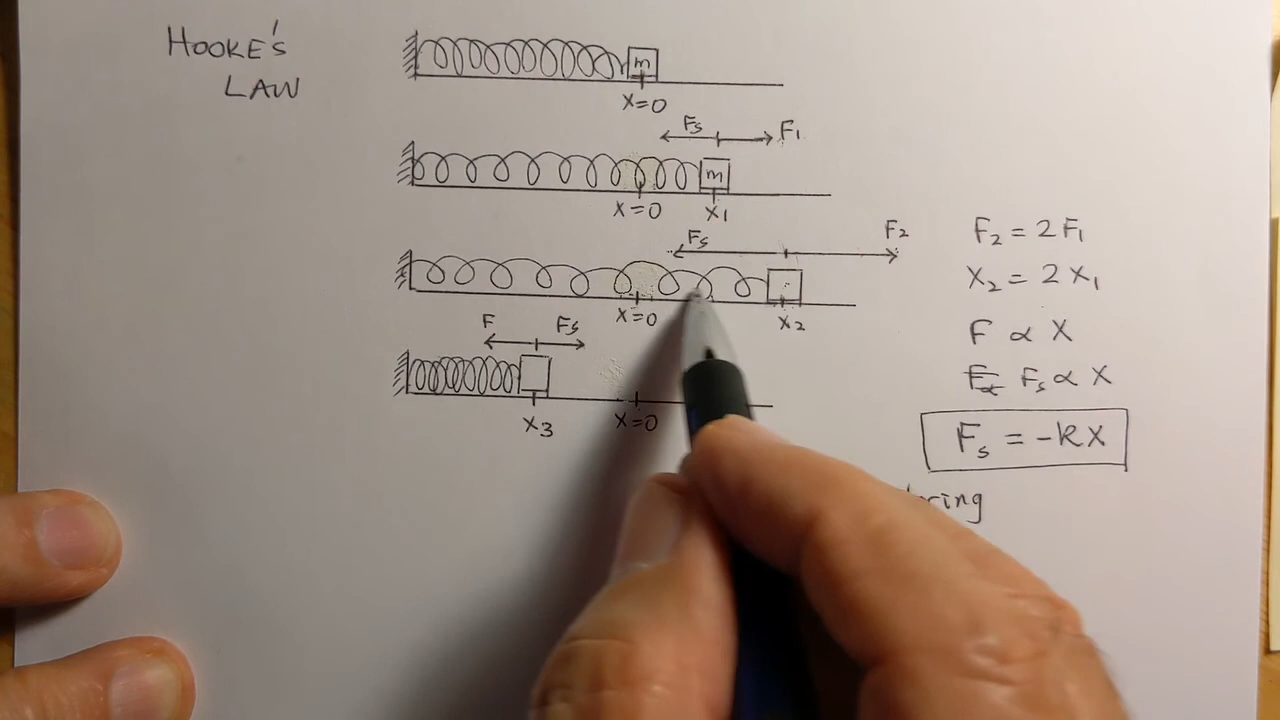 HOOKE'S
LAW
m
X=0
Fs F1
m
X=0 X1
Fs F2
X=0 X2
F Fs
X3 X=0
F2 = 2F1
X2 = 2X1
F ∝ X
Fs ∝ X
Fs = -kX